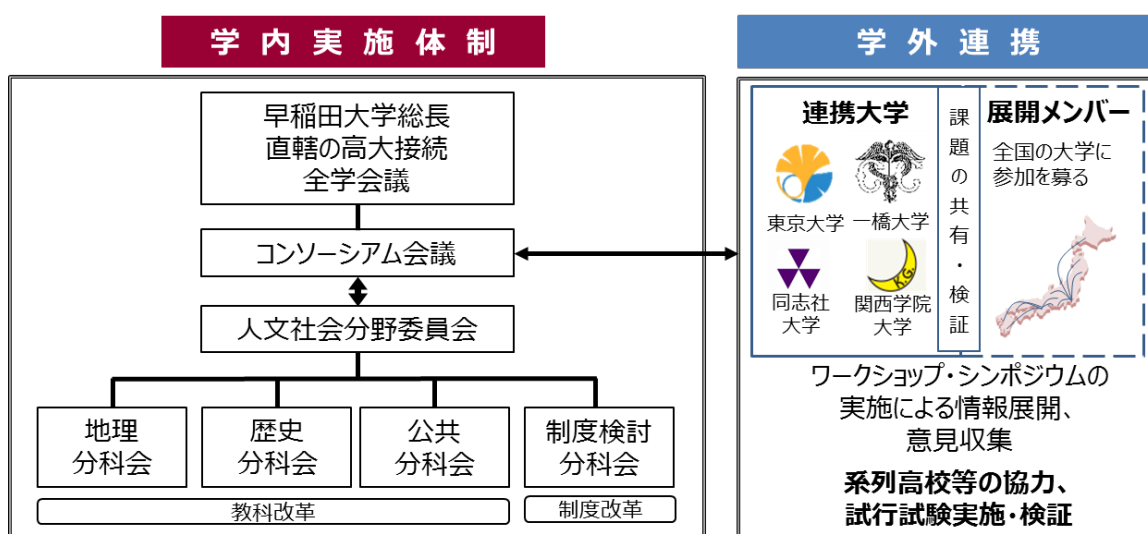 学内実施体制
早稲田大学総長
直轄の高大接続
全学会議
コンソーシアム会議
人文社会分野委員会
地理
分科会
歴史
分科会
公共
分科会
制度検討
分科会
教科改革
制度改革
学外連携
連携大学
東京大学
一橋大学
同志社
大学
K.G.
関西学院
大学
課題の共有・検証
展開メンバー
全国の大学に
参加を募る
ワークショップ・シンポジウムの
実施による情報展開、
意見収集
系列高校等の協力、
試行試験実施・検証